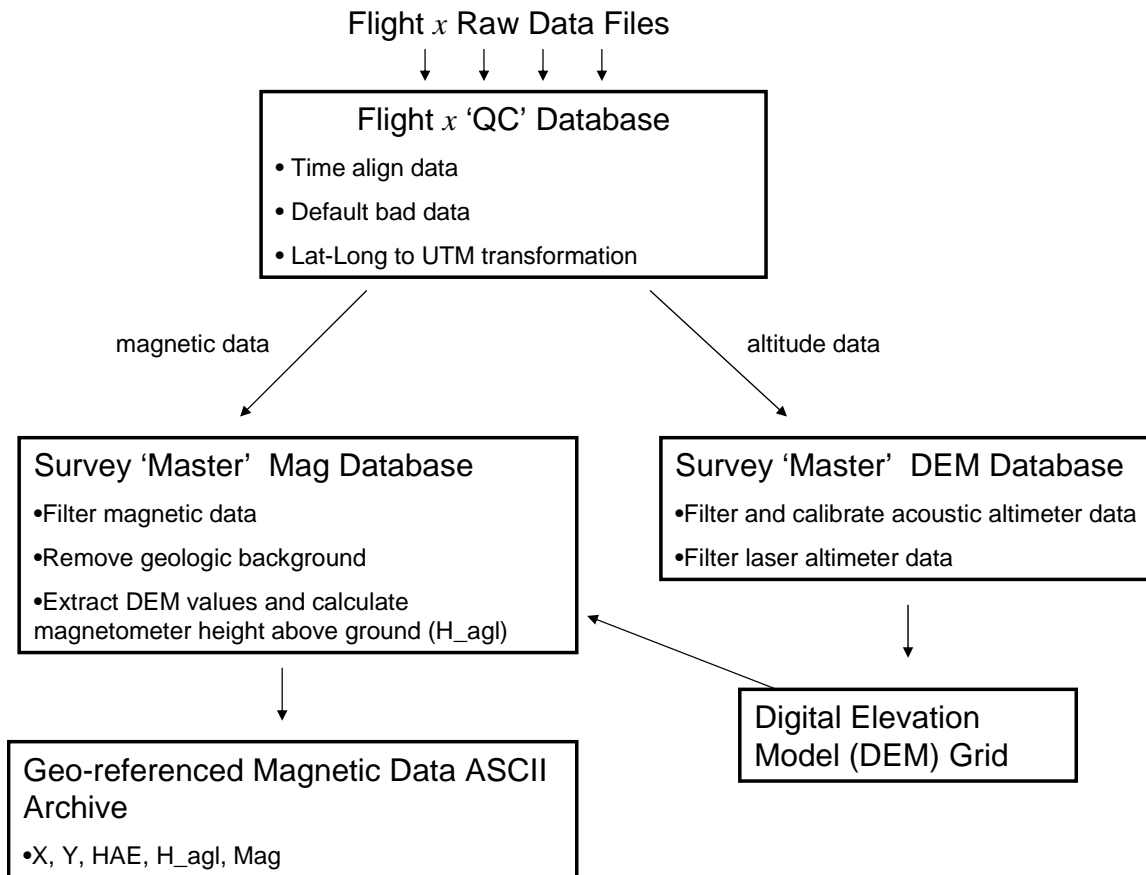 Flight x Raw Data Files
Flight x ‘QC’ Database
• Time align data
• Default bad data
• Lat-Long to UTM transformation
magnetic data
altitude data
Survey ‘Master’ Mag Database
•Filter magnetic data
•Remove geologic background
•Extract DEM values and calculate
magnetometer height above ground (H_agl)
Survey ‘Master’ DEM Database
•Filter and calibrate acoustic altimeter data
•Filter laser altimeter data
Digital Elevation
Model (DEM) Grid
Geo-referenced Magnetic Data ASCII
Archive
•X, Y, HAE, H_agl, Mag